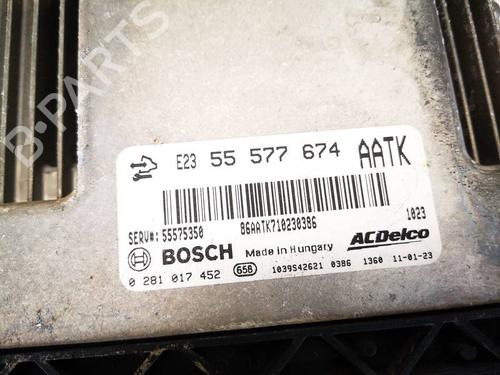 B-PARTS
E23 55 577 674 AATK
SERV#: 55575350 86AATK710230386 1023
BOSCH Made in Hungary ACDelco
0 281 017 452 658 1039S42621 0386 1360 11-01-23